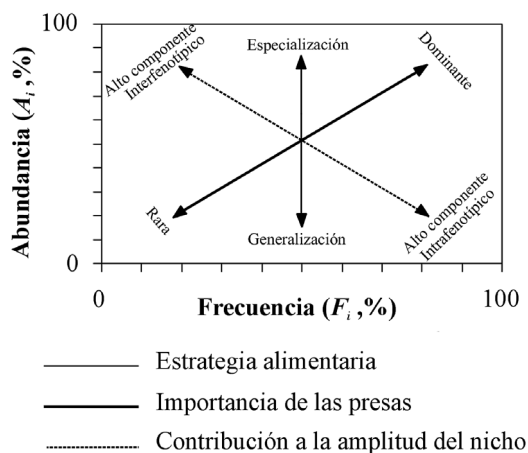 100
Abundancia (Ai ,%)
0
Alto componente
Interfenotípico
Especialización
Dominante
Rara
Generalización
Alto componente
Intrafenotípico
0
Frecuencia (Fi ,%)
100
Estrategia alimentaria
Importancia de las presas
Contribución a la amplitud del nicho